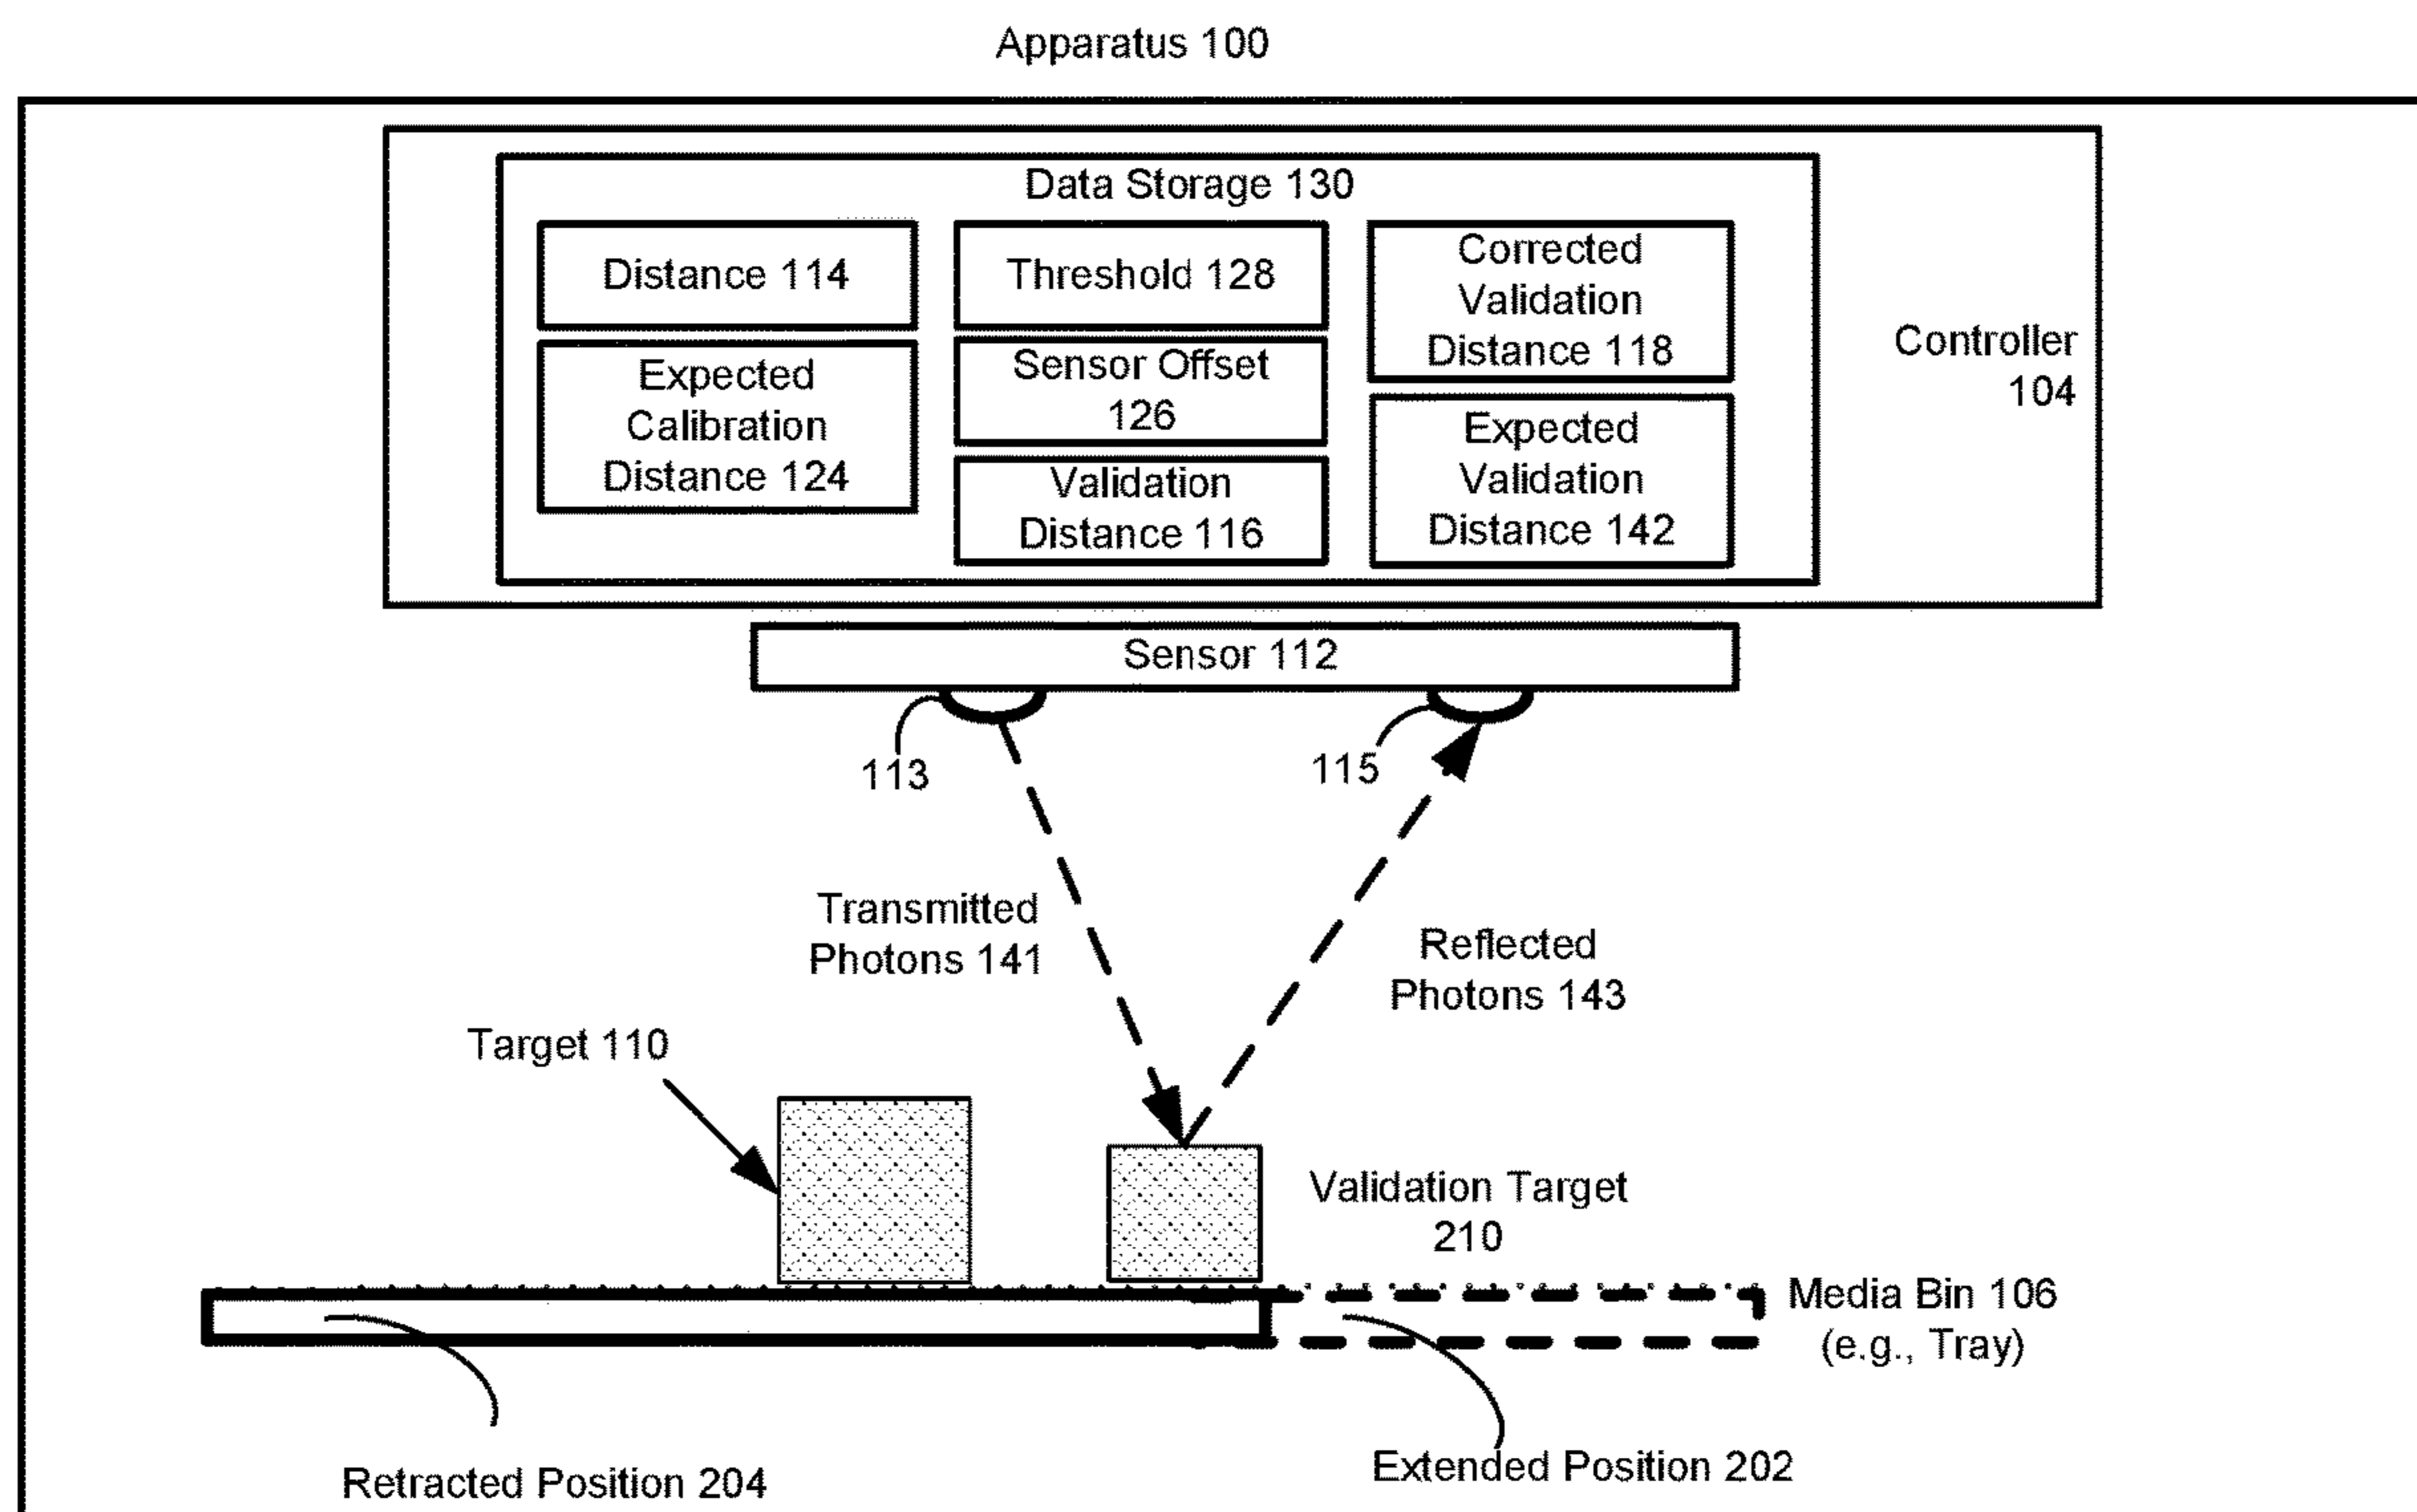 Apparatus 100
Data Storage 130
Distance 114
Expected
Calibration
Distance 124
Threshold 128
Sensor Offset
126
Validation
Distance 116
Corrected
Validation
Distance 118
Expected
Validation
Distance 142
Controller
104
Sensor 112
113
115
Transmitted
Photons 141
Reflected
Photons 143
Target 110
Validation Target
210
Media Bin 106
(e.g., Tray)
Retracted Position 204
Extended Position 202